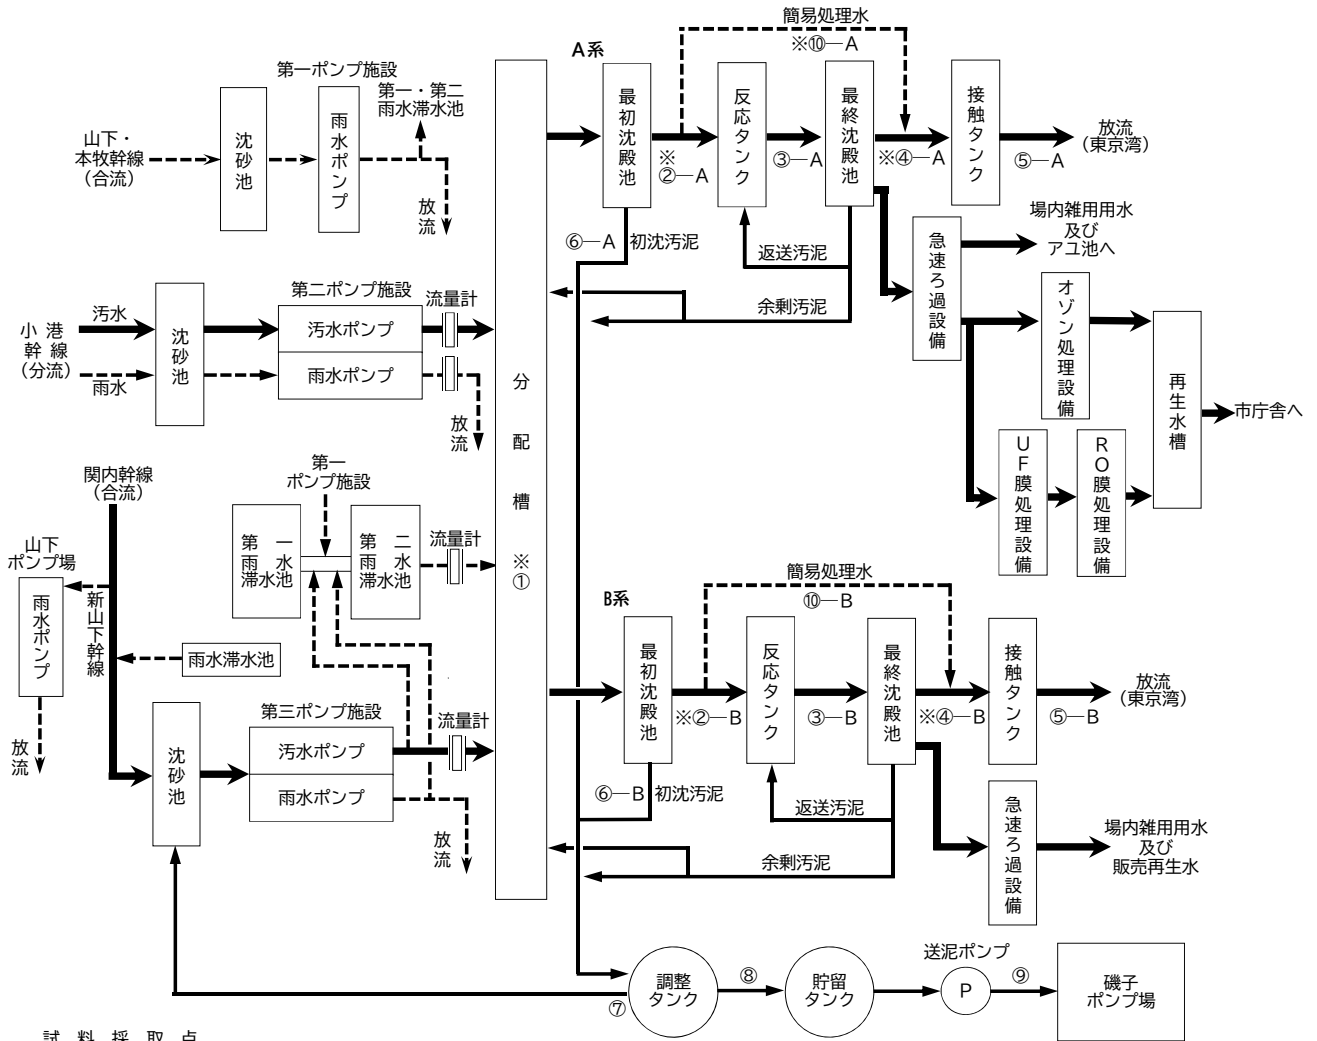 簡易処理水
※⑩―A
A系
第一ポンプ施設
第一・第二
雨水滞水池
山下・
本牧幹線
(合流)
沈砂池
雨水ポンプ
放流
最初沈殿池
※
②―A
反応タンク
③―A
最終沈殿池
※④―A
接触タンク
⑤―A
放流
(東京湾)
⑥―A
初沈汚泥
返送汚泥
余剰汚泥
急速ろ過設備
場内雑用用水
及び
アユ池へ
オゾン処理設備
UF膜処理設備
RO膜処理設備
再生水槽
市庁舎へ
第二ポンプ施設
流量計
小港
幹線
(分流)
汚水
雨水
沈砂池
汚水ポンプ
雨水ポンプ
放流
分配槽
※
①
関内幹線
(合流)
第一
ポンプ施設
第一
雨水
滞水池
第二
雨水
滞水池
流量計
山下
ポンプ場
雨水ポンプ
新山下幹線
雨水滞水池
放流
第三ポンプ施設
流量計
沈砂池
汚水ポンプ
雨水ポンプ
放流
簡易処理水
⑩―B
B系
最初沈殿池
※②―B
反応タンク
③―B
最終沈殿池
※④―B
接触タンク
⑤―B
放流
(東京湾)
⑥―B
初沈汚泥
返送汚泥
余剰汚泥
急速ろ過設備
場内雑用用水
及び
販売再生水
調整
タンク
⑦
⑧
貯留
タンク
送泥ポンプ
P
⑨
磯子
ポンプ場
試料採取点